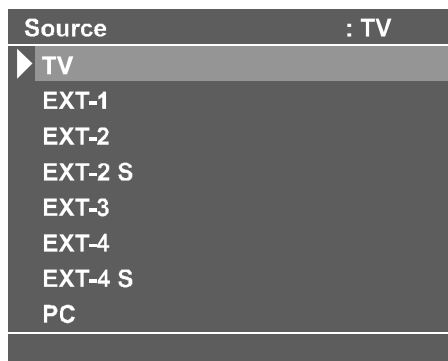 Source : TV
TV
EXT-1
EXT-2
EXT-2 S
EXT-3
EXT-4
EXT-4 S
PC